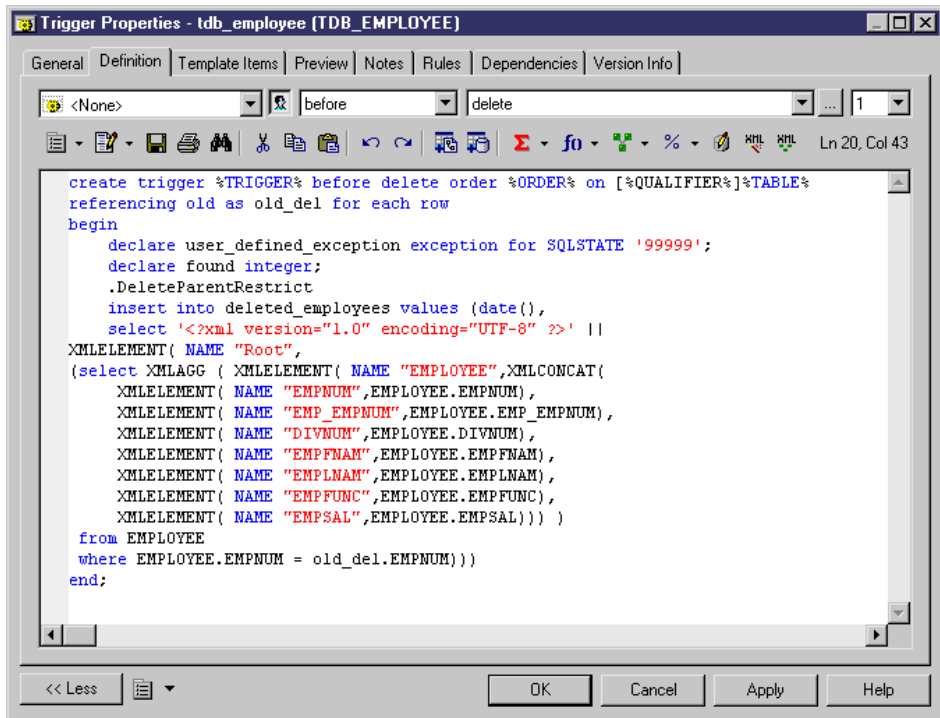 Trigger Properties - tdb_employee (TDB_EMPLOYEE)
General Definition Template Items Preview Notes Rules Dependencies Version Info
<None> before delete ... 1
Σ f() % XML XML Ln 20, Col 43
create trigger %TRIGGER% before delete order %ORDER% on [%QUALIFIER%]%TABLE%
referencing old as old_del for each row
begin
    declare user_defined_exception exception for SQLSTATE '99999';
    declare found integer;
    .DeleteParentRestrict
    insert into deleted_employees values (date(),
    select '<?xml version="1.0" encoding="UTF-8" ?>' ||
XMLELEMENT( NAME "Root",
(select XMLAGG ( XMLELEMENT( NAME "EMPLOYEE",XMLCONCAT(
     XMLELEMENT( NAME "EMPNUM",EMPLOYEE.EMPNUM),
     XMLELEMENT( NAME "EMP_EMPNUM",EMPLOYEE.EMP_EMPNUM),
     XMLELEMENT( NAME "DIVNUM",EMPLOYEE.DIVNUM),
     XMLELEMENT( NAME "EMPFNAM",EMPLOYEE.EMPFNAM),
     XMLELEMENT( NAME "EMPLNAM",EMPLOYEE.EMPLNAM),
     XMLELEMENT( NAME "EMPFUNC",EMPLOYEE.EMPFUNC),
     XMLELEMENT( NAME "EMPSAL",EMPLOYEE.EMPSAL))) )
 from EMPLOYEE
 where EMPLOYEE.EMPNUM = old_del.EMPNUM)))
end;
<< Less OK Cancel Apply Help